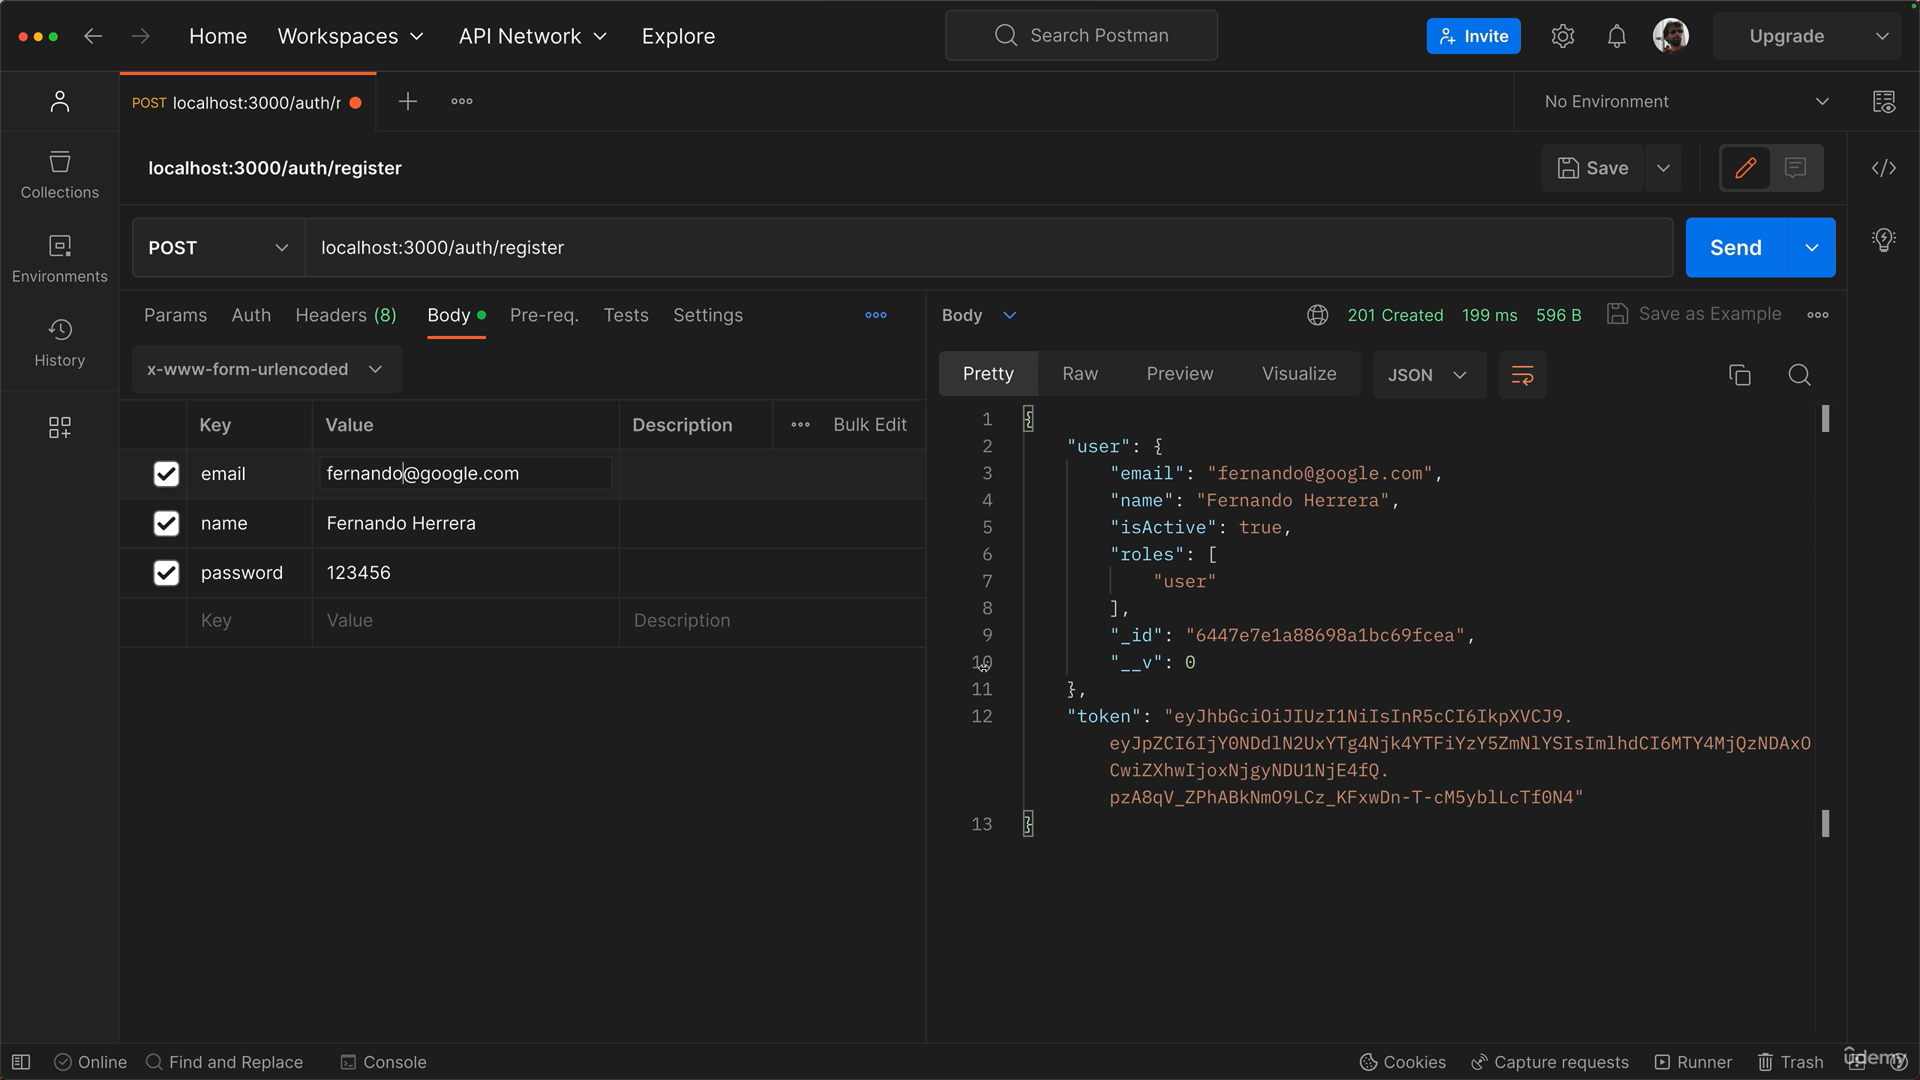 Home Workspaces API Network Explore Search Postman Invite Upgrade
POST localhost:3000/auth/r No Environment
localhost:3000/auth/register Save
Collections
POST localhost:3000/auth/register Send
Environments
Params Auth Headers (8) Body Pre-req. Tests Settings Body 201 Created 199 ms 596 B Save as Example
History
x-www-form-urlencoded Pretty Raw Preview Visualize JSON
Key Value Description Bulk Edit
email fernando@google.com
name Fernando Herrera
password 123456
Key Value Description
1 {
2 "user": {
3 "email": "fernando@google.com",
4 "name": "Fernando Herrera",
5 "isActive": true,
6 "roles": [
7 "user"
8 ],
9 "_id": "6447e7e1a88698a1bc69fcea",
10 "__v": 0
11 },
12 "token": "eyJhbGciOiJIUzI1NiIsInR5cCI6IkpXVCJ9.
eyJpZCI6IjY0NDdlN2UxYTg4Njk4YTFiYzY5ZmNlYSIsImlhdCI6MTY4MjQzNDAxO
CwiZXhwIjoxNjgyNDU1NjE4fQ.
pzA8qV_ZPhABkNmO9LCz_KFxwDn-T-cM5yblLcTf0N4"
13 }
Online Find and Replace Console Cookies Capture requests Runner Trash
udemy